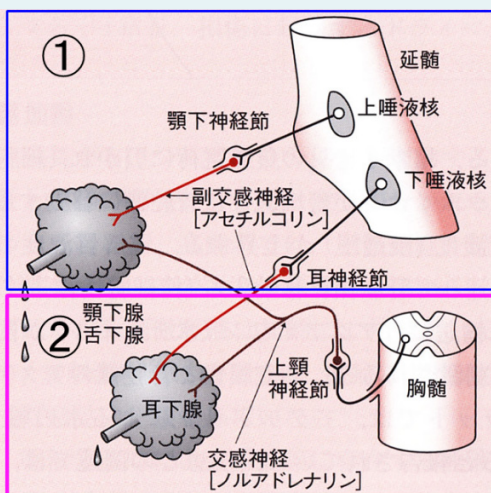 ①
延髄
上唾液核
顎下神経節
下唾液核
副交感神経
[アセチルコリン]
耳神経節
②
顎下腺
舌下腺
上頸
神経節
胸髄
耳下腺
交感神経
[ノルアドレナリン]